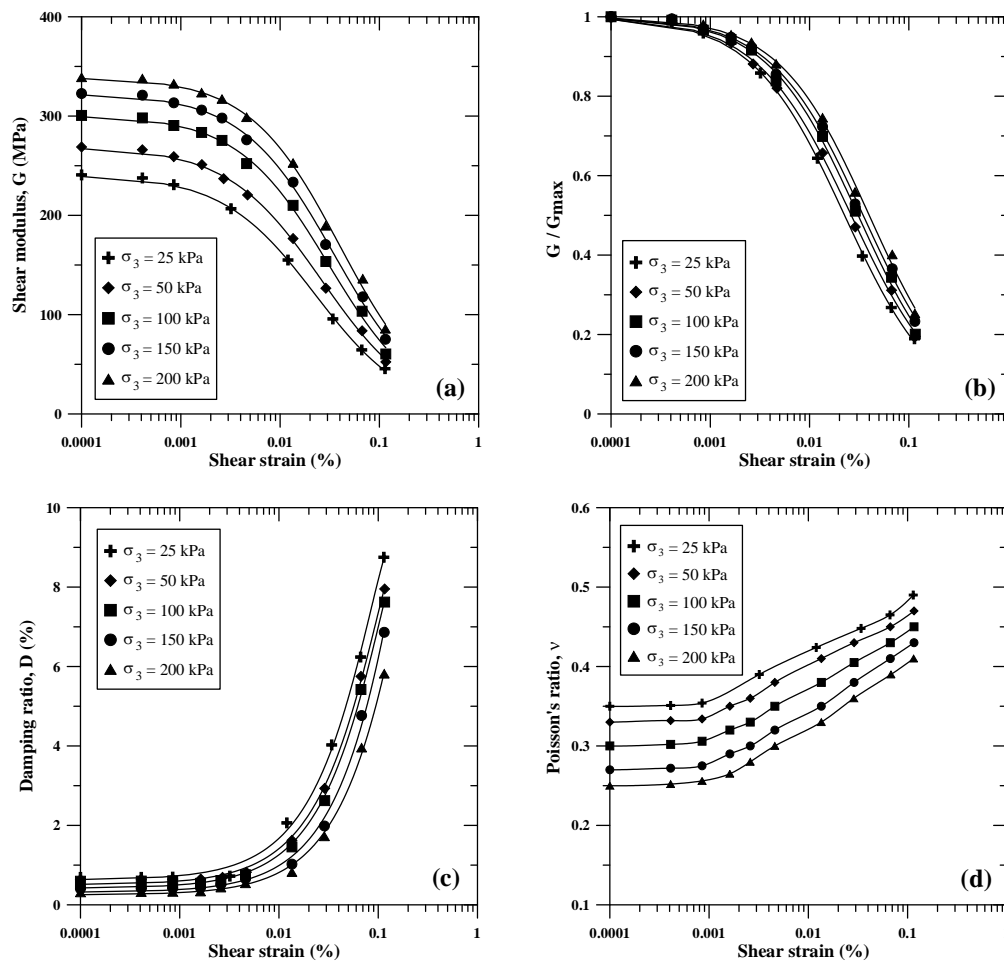 400
300
200
100
0
Shear modulus, G (MPa)
σ3 = 25 kPa
σ3 = 50 kPa
σ3 = 100 kPa
σ3 = 150 kPa
σ3 = 200 kPa
(a)
0.0001
0.001
0.01
0.1
1
Shear strain (%)
1
0.8
0.6
0.4
0.2
0
G / Gmax
σ3 = 25 kPa
σ3 = 50 kPa
σ3 = 100 kPa
σ3 = 150 kPa
σ3 = 200 kPa
(b)
0.0001
0.001
0.01
0.1
Shear strain (%)
10
8
6
4
2
0
Damping ratio, D (%)
σ3 = 25 kPa
σ3 = 50 kPa
σ3 = 100 kPa
σ3 = 150 kPa
σ3 = 200 kPa
(c)
0.0001
0.001
0.01
0.1
1
Shear strain (%)
0.6
0.5
0.4
0.3
0.2
0.1
Poisson's ratio, ν
σ3 = 25 kPa
σ3 = 50 kPa
σ3 = 100 kPa
σ3 = 150 kPa
σ3 = 200 kPa
(d)
0.0001
0.001
0.01
0.1
Shear strain (%)